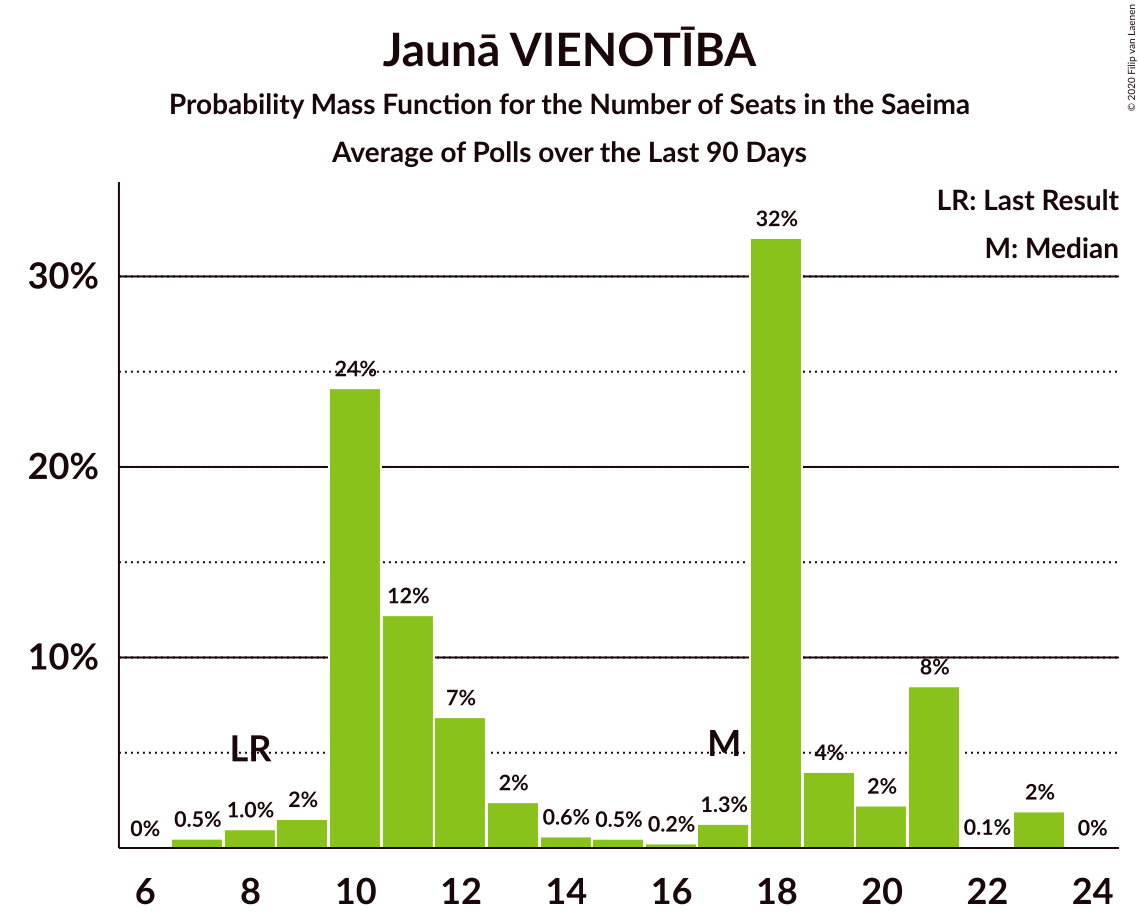 Jaunā VIENOTĪBA
Probability Mass Function for the Number of Seats in the Saeima
Average of Polls over the Last 90 Days
© 2020 Filip van Laenen
LR: Last Result
M: Median
30%
20%
10%
0%
0.5%
1.0%
2%
24%
12%
7%
2%
0.6%
0.5%
0.2%
1.3%
32%
4%
2%
8%
0.1%
2%
0%
LR
M
6 8 10 12 14 16 18 20 22 24